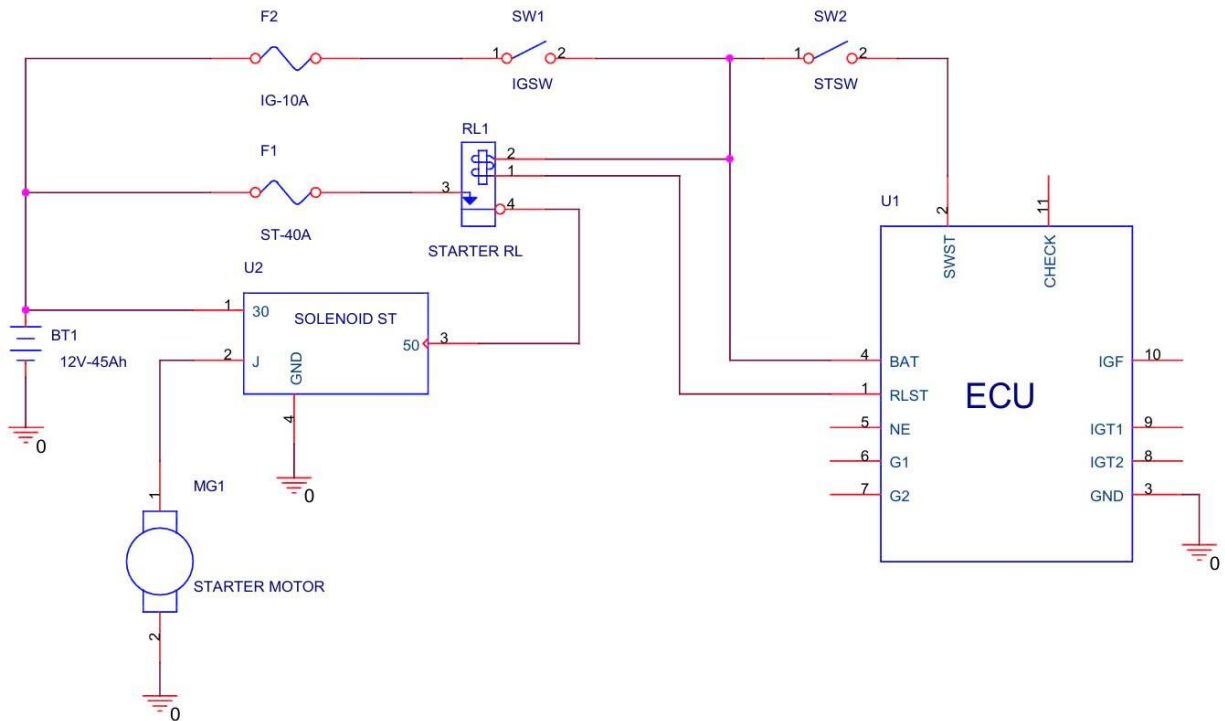 F2
SW1
SW2
1
2
1
2
IG-10A
IGSW
STSW
F1
RL1
2
1
3
4
ST-40A
STARTER RL
U1
2
11
SWST
CHECK
U2
1
30
SOLENOID ST
50
3
2
J
GND
4
0
BT1
12V-45Ah
0
4
BAT
IGF
10
1
RLST
ECU
5
NE
IGT1
9
6
G1
IGT2
8
7
G2
GND
3
0
MG1
1
STARTER MOTOR
2
0